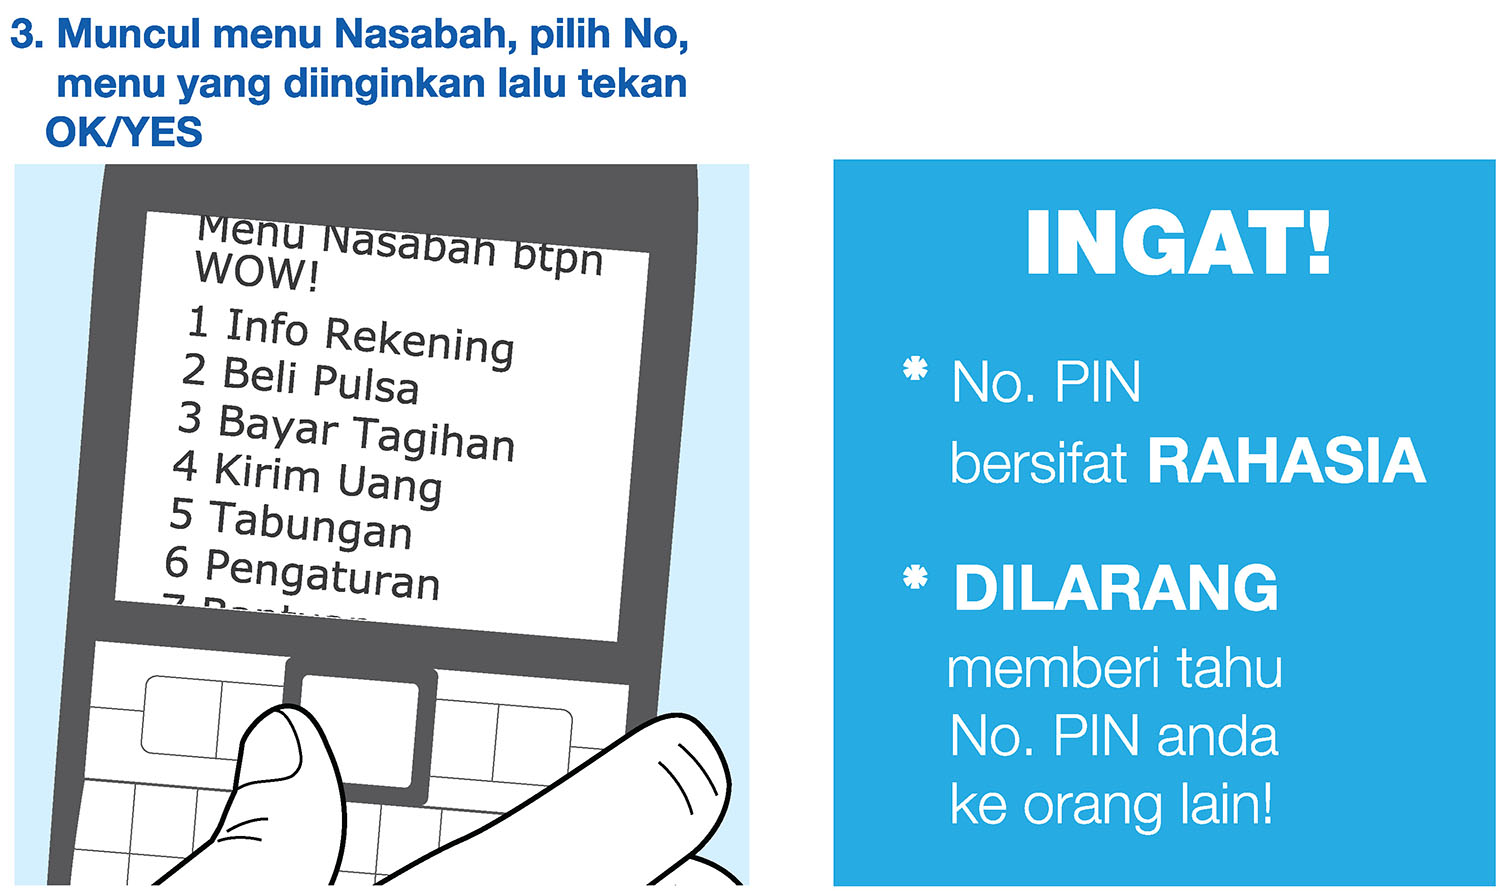 3. Muncul menu Nasabah, pilih No,
menu yang diinginkan lalu tekan
OK/YES
Menu Nasabah btpn
WOW!
1 Info Rekening
2 Beli Pulsa
3 Bayar Tagihan
4 Kirim Uang
5 Tabungan
6 Pengaturan
INGAT!
* No. PIN
bersifat RAHASIA
* DILARANG
memberi tahu
No. PIN anda
ke orang lain!